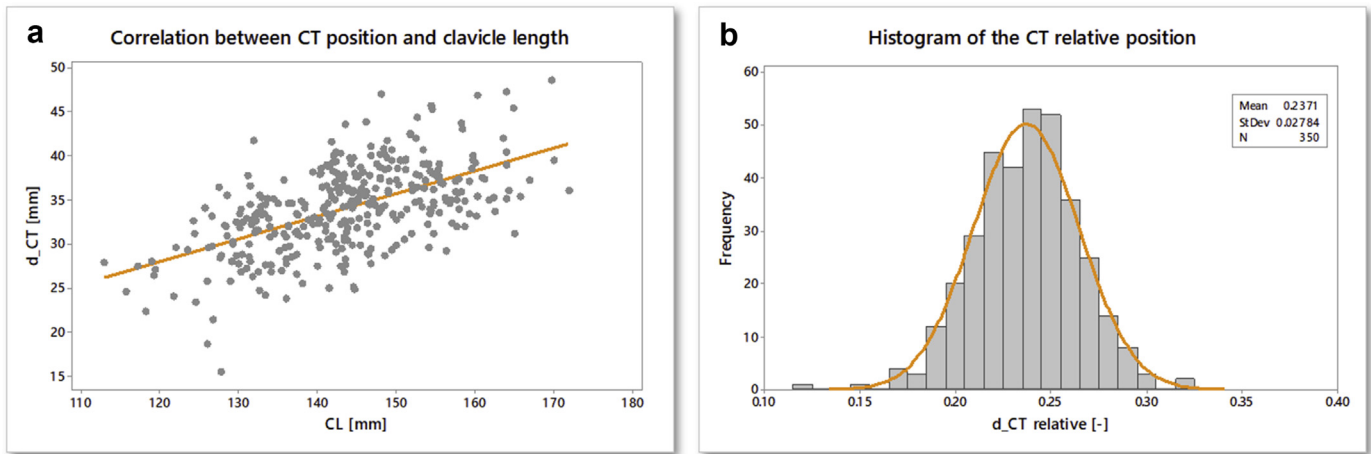 a
Correlation between CT position and clavicle length
50
45
40
35
30
25
20
15
d_CT [mm]
110 120 130 140 150 160 170 180
CL [mm]
b
Histogram of the CT relative position
60
50
40
30
20
10
0
Frequency
Mean 0.2371
StDev 0.02784
N 350
0.10 0.15 0.20 0.25 0.30 0.35 0.40
d_CT relative [-]